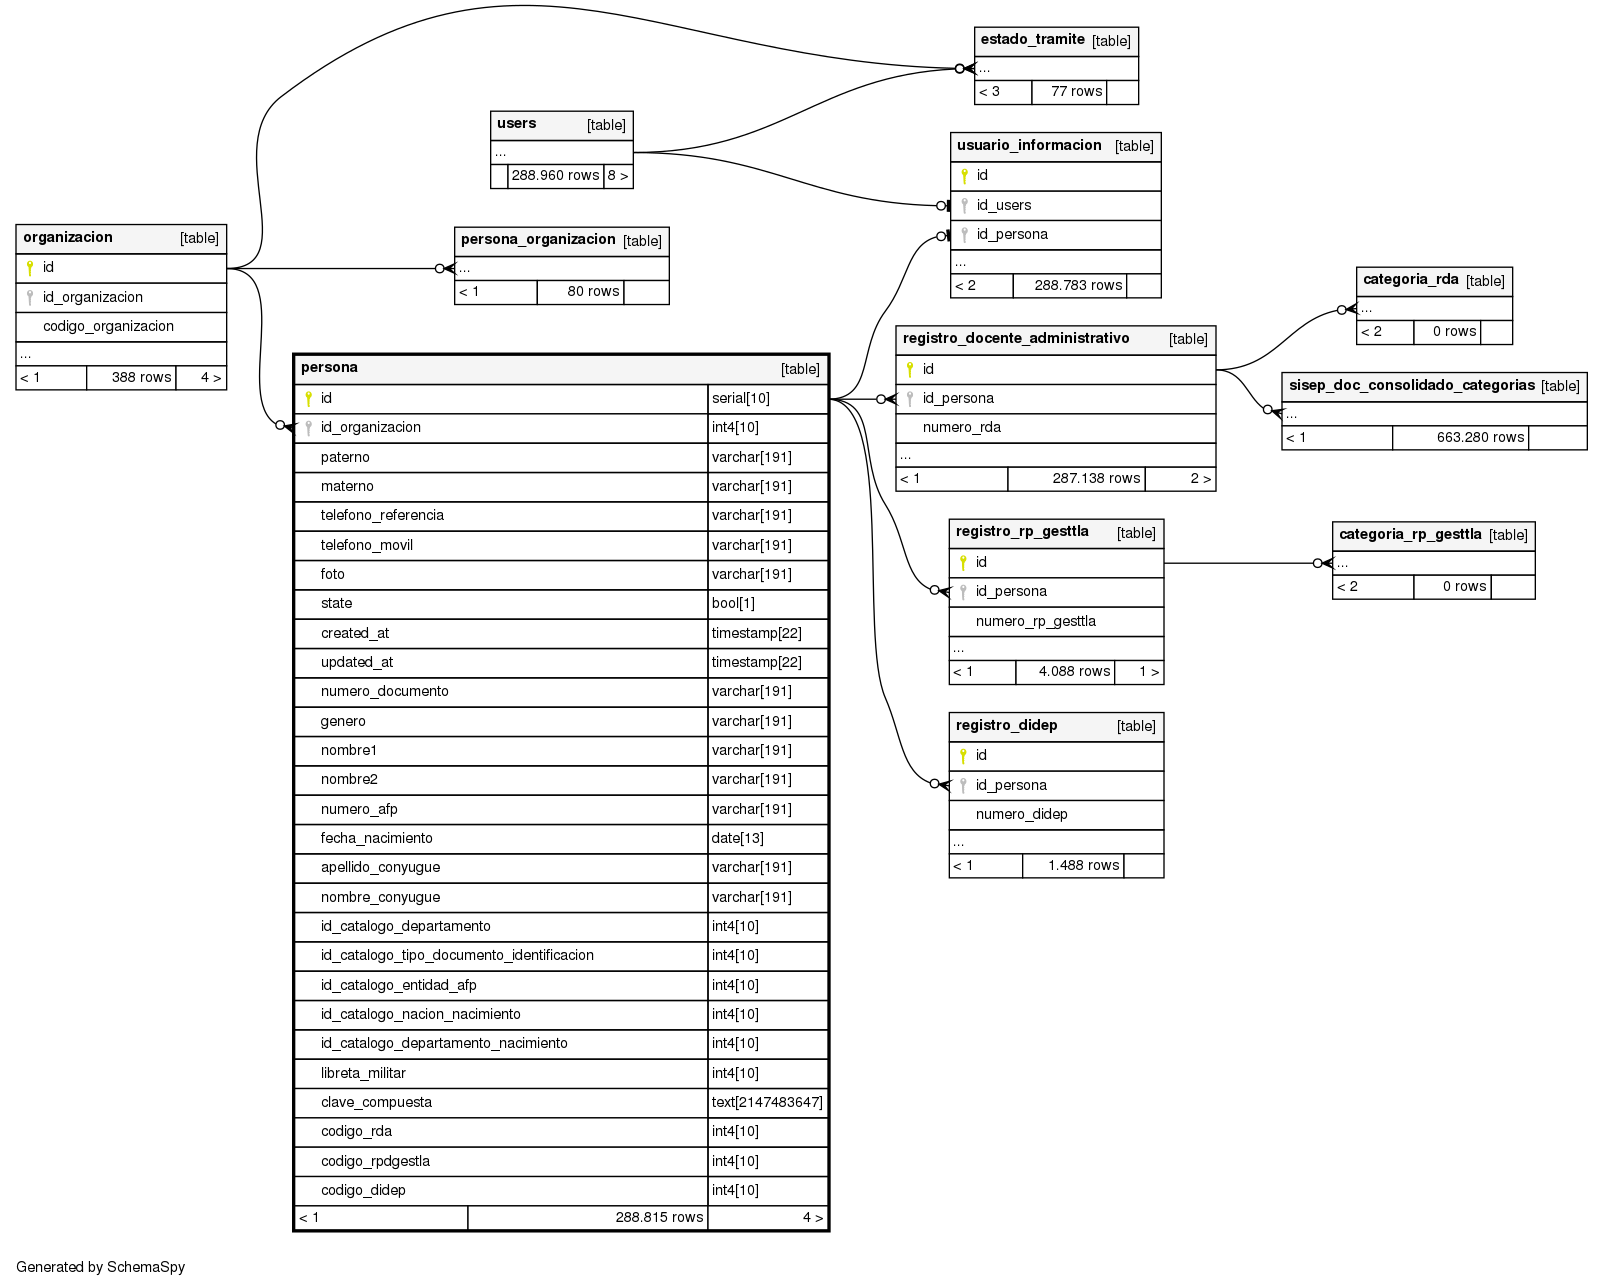 estado_tramite [table]
...
< 3 77 rows
users [table]
...
288.960 rows 8 >
usuario_informacion [table]
id
id_users
id_persona
...
< 2 288.783 rows
organizacion [table]
id
id_organizacion
codigo_organizacion
...
< 1 388 rows 4 >
persona_organizacion [table]
...
< 1 80 rows
categoria_rda [table]
...
< 2 0 rows
registro_docente_administrativo [table]
id
id_persona
numero_rda
...
< 1 287.138 rows 2 >
sisep_doc_consolidado_categorias [table]
...
< 1 663.280 rows
persona [table]
id serial[10]
id_organizacion int4[10]
paterno varchar[191]
materno varchar[191]
telefono_referencia varchar[191]
telefono_movil varchar[191]
foto varchar[191]
state bool[1]
created_at timestamp[22]
updated_at timestamp[22]
numero_documento varchar[191]
genero varchar[191]
nombre1 varchar[191]
nombre2 varchar[191]
numero_afp varchar[191]
fecha_nacimiento date[13]
apellido_conyugue varchar[191]
nombre_conyugue varchar[191]
id_catalogo_departamento int4[10]
id_catalogo_tipo_documento_identificacion int4[10]
id_catalogo_entidad_afp int4[10]
id_catalogo_nacion_nacimiento int4[10]
id_catalogo_departamento_nacimiento int4[10]
libreta_militar int4[10]
clave_compuesta text[2147483647]
codigo_rda int4[10]
codigo_rpdgestla int4[10]
codigo_didep int4[10]
< 1 288.815 rows 4 >
registro_rp_gesttla [table]
id
id_persona
numero_rp_gesttla
...
< 1 4.088 rows 1 >
categoria_rp_gesttla [table]
...
< 2 0 rows
registro_didep [table]
id
id_persona
numero_didep
...
< 1 1.488 rows
Generated by SchemaSpy